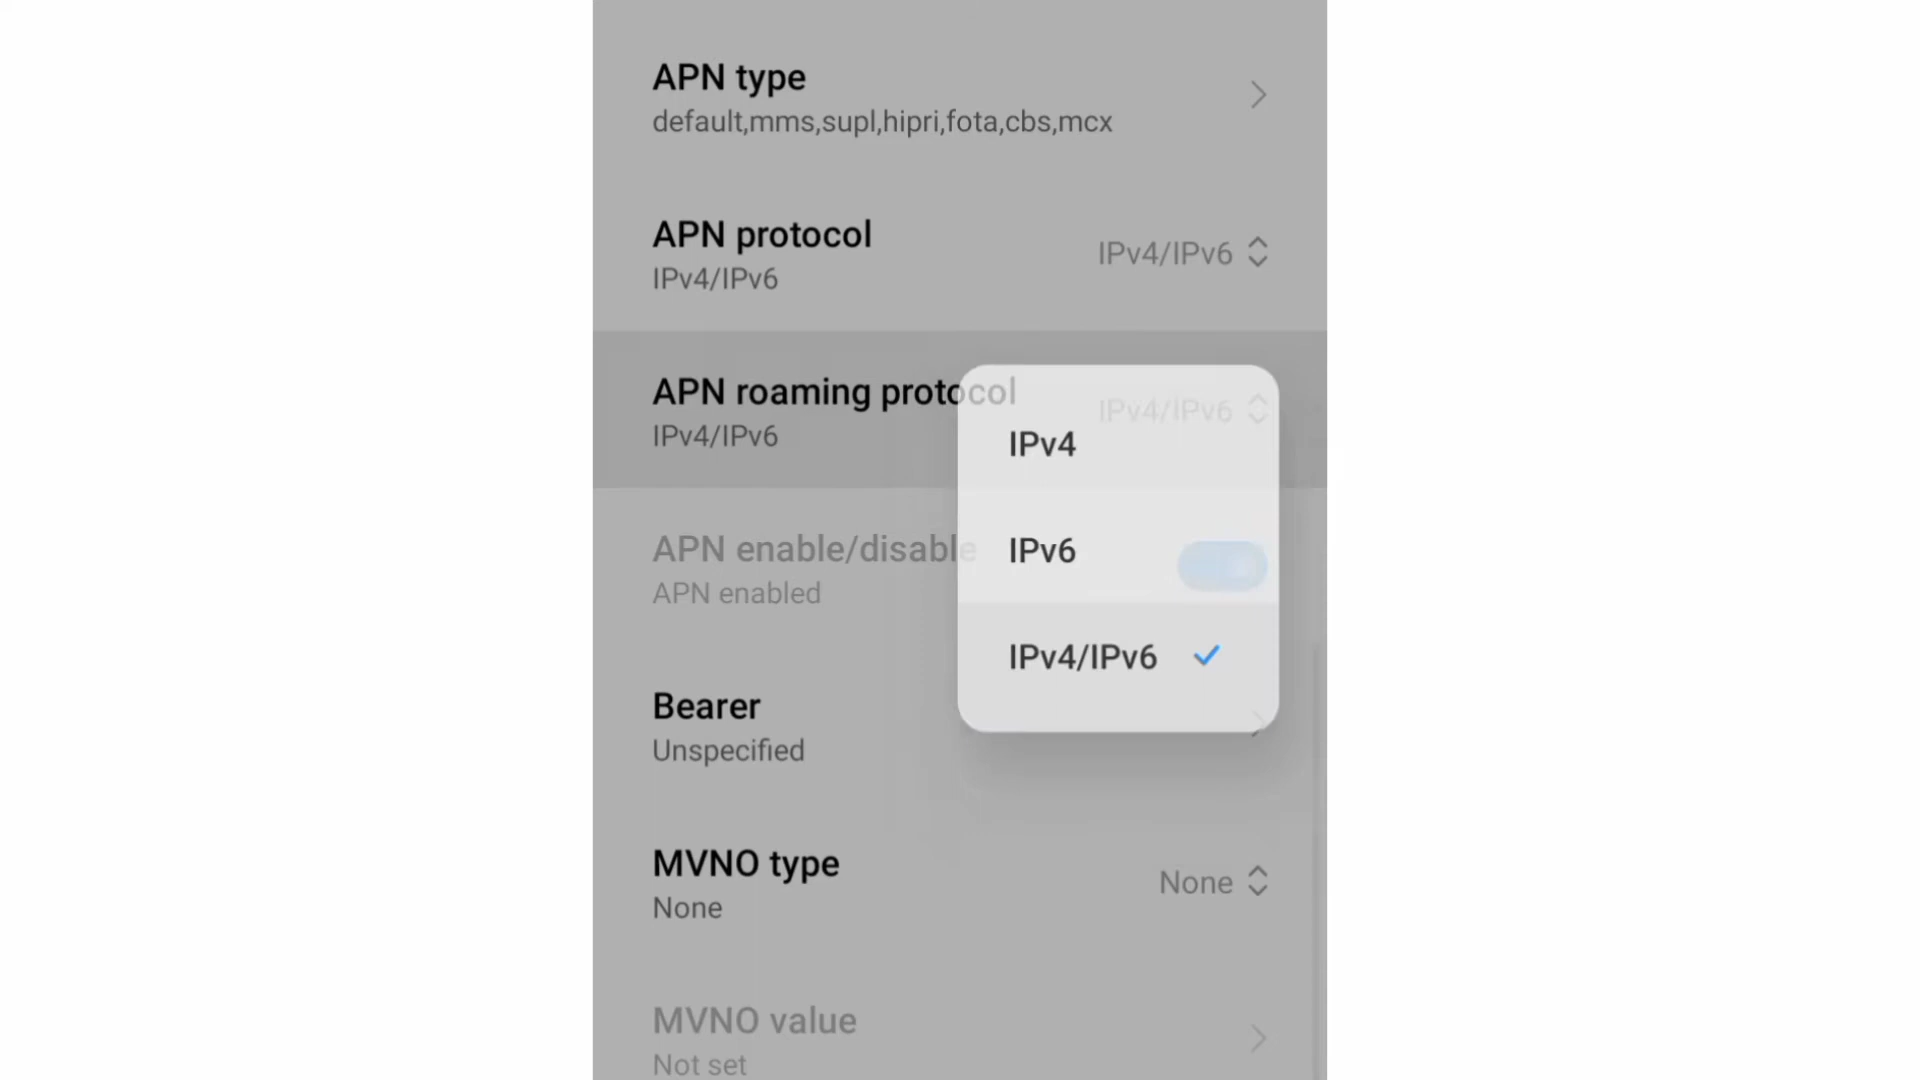 APN type
default,mms,supl,hipri,fota,cbs,mcx
APN protocol
IPv4/IPv6
IPv4/IPv6
APN roaming protocol
IPv4/IPv6
IPv4/IPv6
IPv4
IPv6
IPv4/IPv6
APN enable/disable
APN enabled
Bearer
Unspecified
MVNO type
None
None
MVNO value
Not set